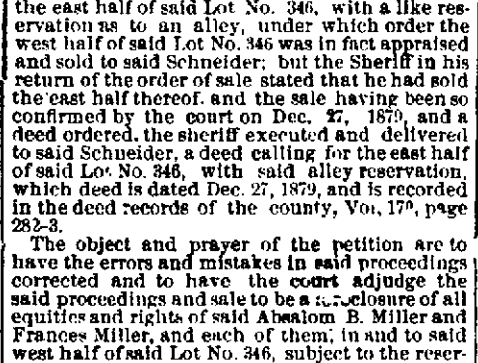 the east half of said Lot No. 346, with a like res-
ervation as to an alley, under which order the
west half of said Lot No. 346 was in fact appraised
and sold to said Schneider; but the Sheriff in his
return of the order of sale stated that he had sold
the east half thereof. and the sale having been so
confirmed by the court on Dec. 27, 1879, and a
deed ordered. the sheriff executed and delivered
to said Schneider, a deed calling for the east half
of said Lot No. 346, with said alley reservation,
which deed is dated Dec. 27, 1879, and is recorded
in the deed records of the county, Vol, 170, page
282-3.
The object and prayer of the petition are to
have the errors and mistakes in said proceedings
corrected and to have the court adjudge the
said proceedings and sale to be a foreclosure of all
equities and rights of said Absalom B. Miller and
Frances Miller, and each of them, in and to said
west half of said Lot No. 346, subject to the reser-